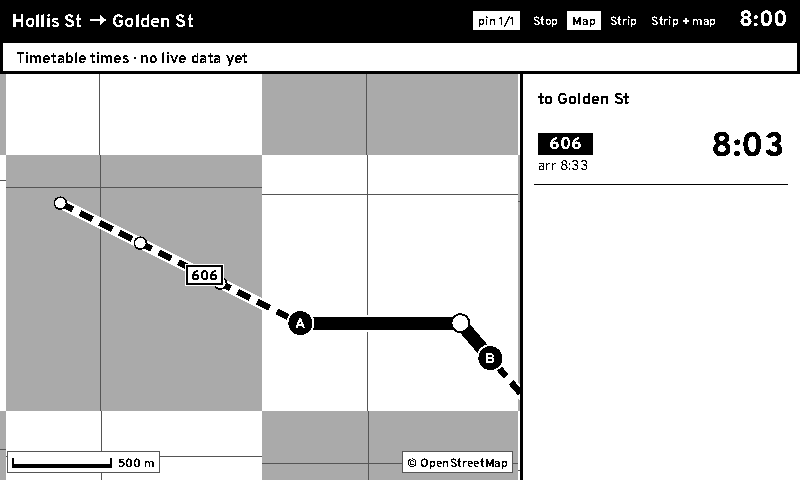 Hollis St → Golden St
pin 1/1 Stop Map Strip Strip + map 8:00
Timetable times · no live data yet
to Golden St
606 8:03
arr 8:33
606
A
B
500 m
© OpenStreetMap